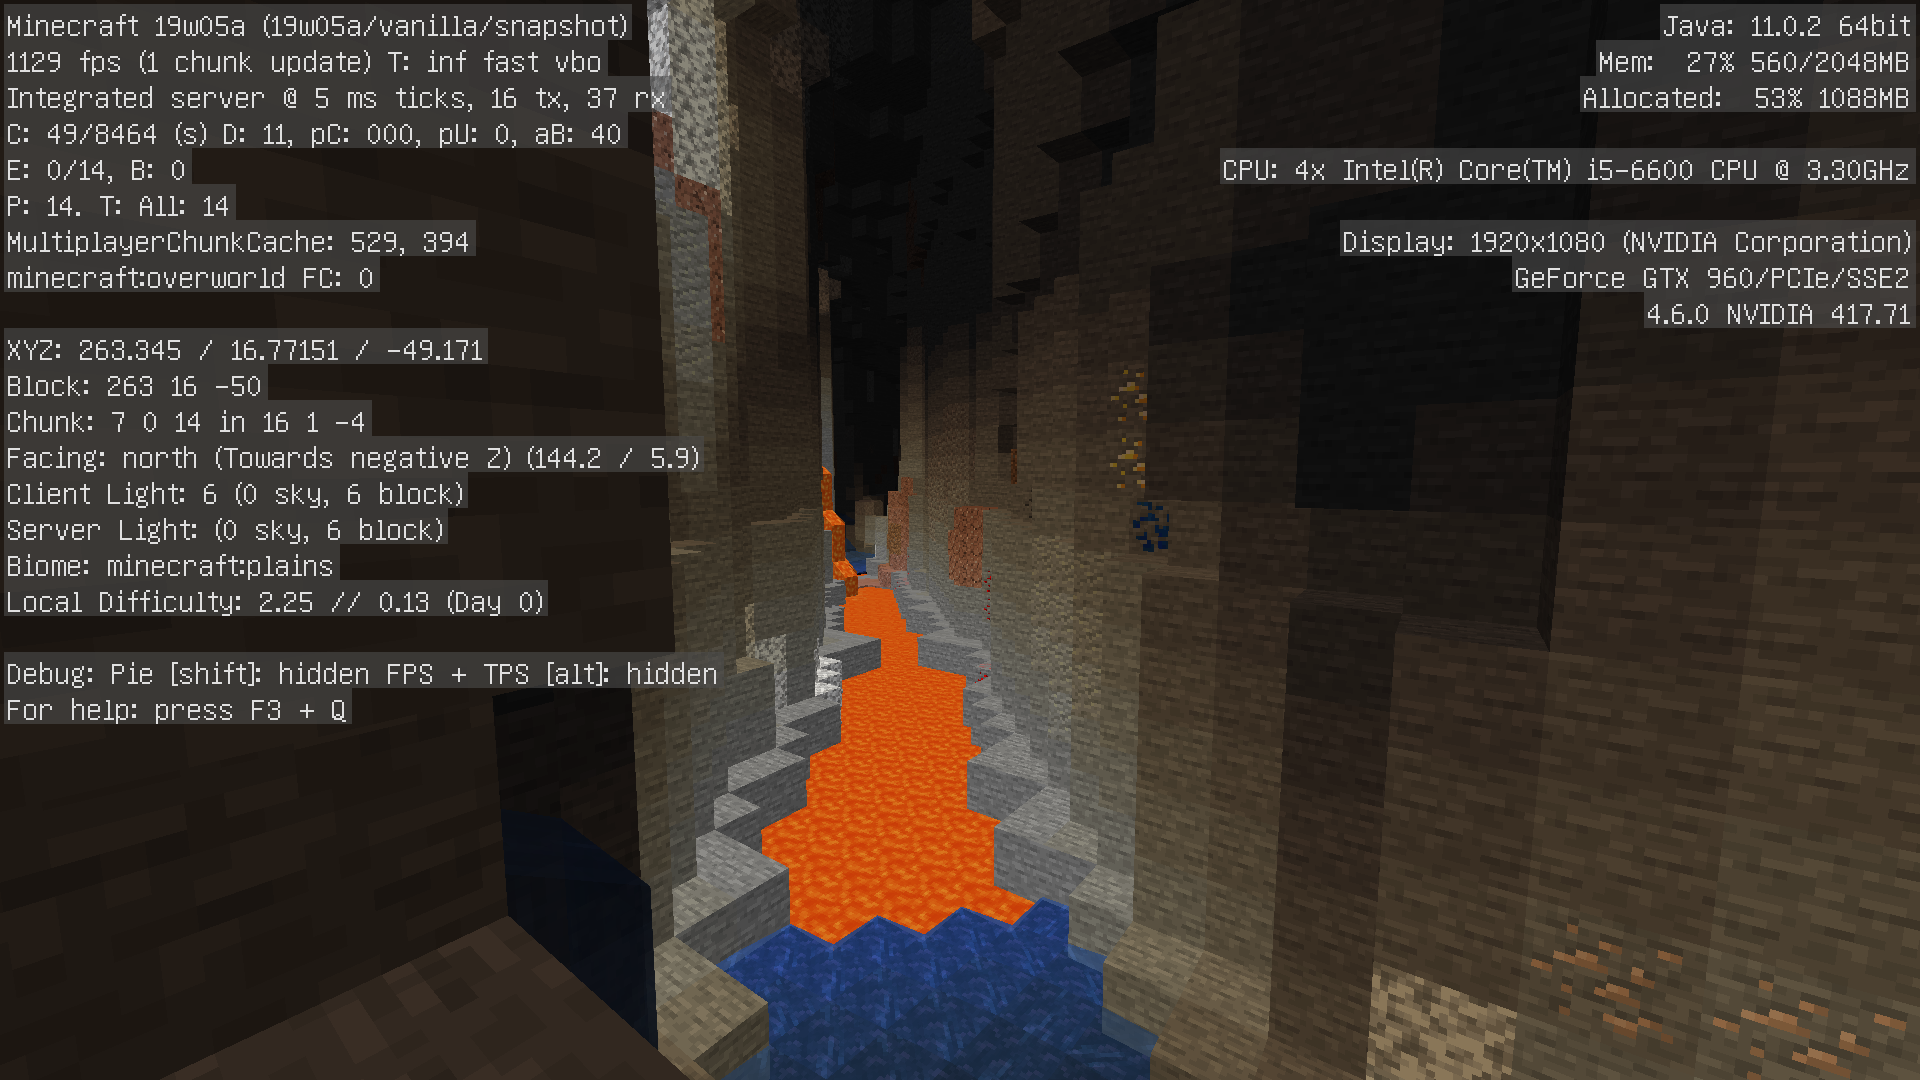 Minecraft 19w05a (19w05a/vanilla/snapshot)
1129 fps (1 chunk update) T: inf fast vbo
Integrated server @ 5 ms ticks, 16 tx, 37 rx
C: 49/8464 (s) D: 11, pC: 000, pU: 0, aB: 40
E: 0/14, B: 0
P: 14. T: All: 14
MultiplayerChunkCache: 529, 394
minecraft:overworld FC: 0
XYZ: 263.345 / 16.77151 / -49.171
Block: 263 16 -50
Chunk: 7 0 14 in 16 1 -4
Facing: north (Towards negative Z) (144.2 / 5.9)
Client Light: 6 (0 sky, 6 block)
Server Light: (0 sky, 6 block)
Biome: minecraft:plains
Local Difficulty: 2.25 // 0.13 (Day 0)
Debug: Pie [shift]: hidden FPS + TPS [alt]: hidden
For help: press F3 + Q
Java: 11.0.2 64bit
Mem: 27% 560/2048MB
Allocated: 53% 1088MB
CPU: 4x Intel(R) Core(TM) i5-6600 CPU @ 3.30GHz
Display: 1920x1080 (NVIDIA Corporation)
GeForce GTX 960/PCIe/SSE2
4.6.0 NVIDIA 417.71